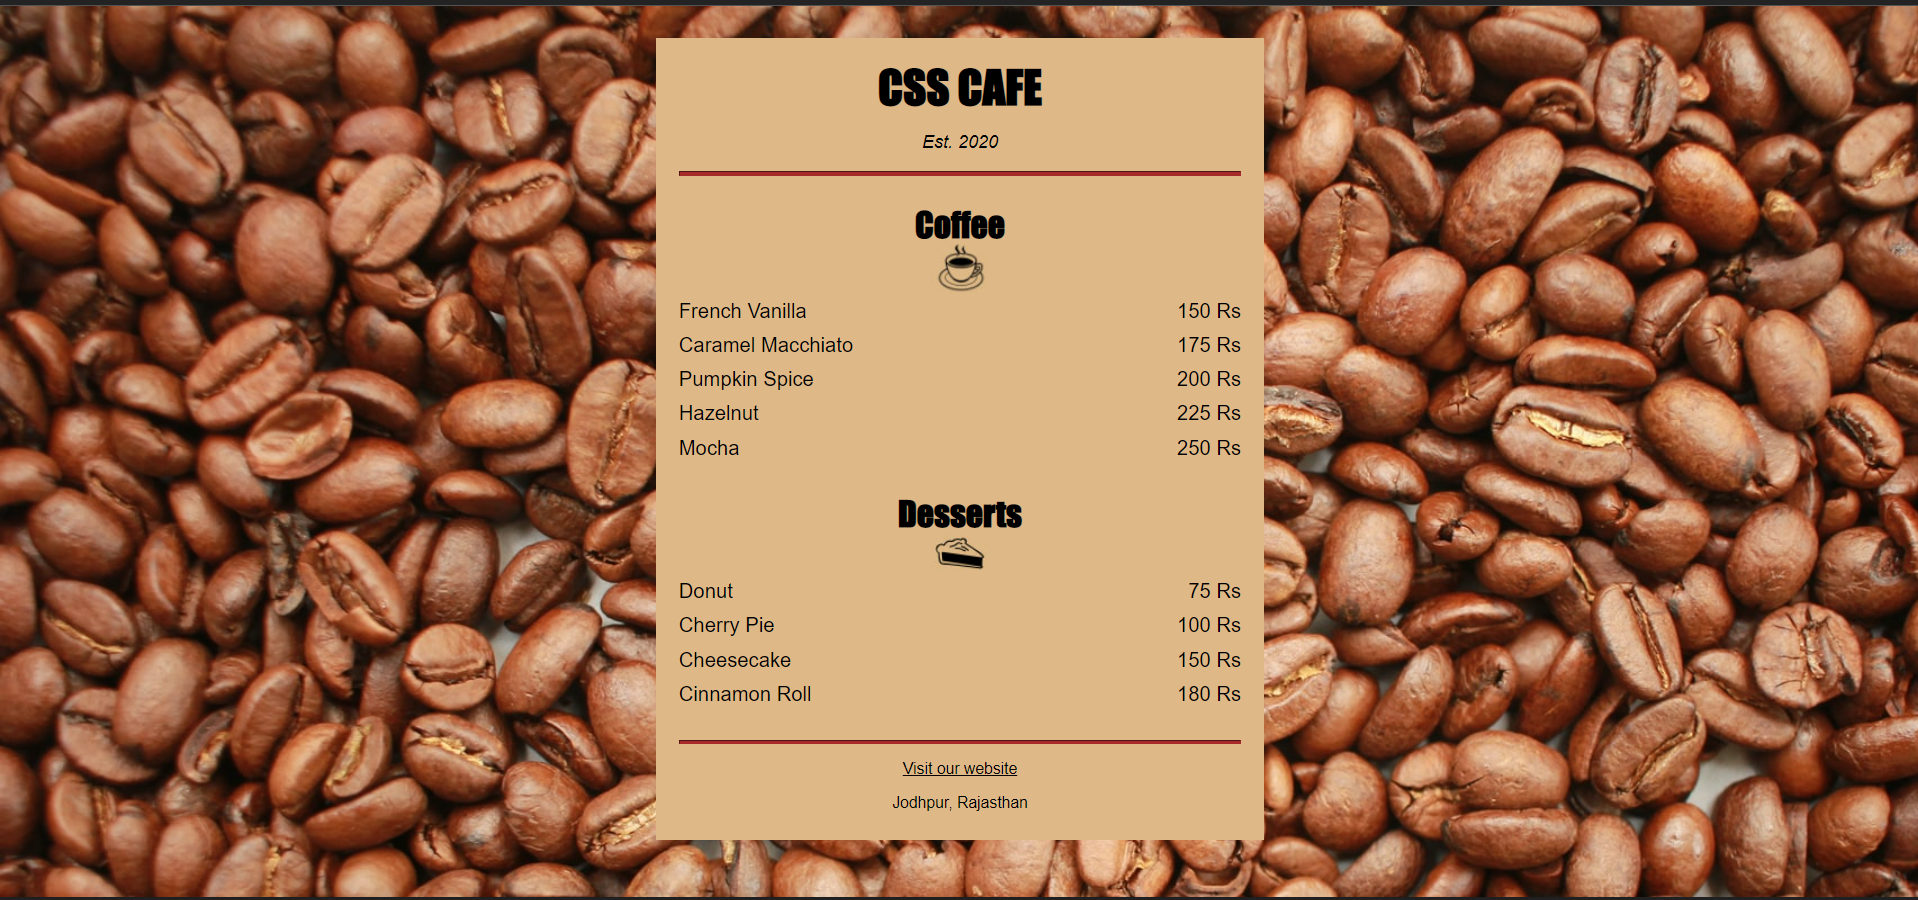 CSS CAFE
Est. 2020
Coffee
French Vanilla 150 Rs
Caramel Macchiato 175 Rs
Pumpkin Spice 200 Rs
Hazelnut 225 Rs
Mocha 250 Rs
Desserts
Donut 75 Rs
Cherry Pie 100 Rs
Cheesecake 150 Rs
Cinnamon Roll 180 Rs
Visit our website
Jodhpur, Rajasthan